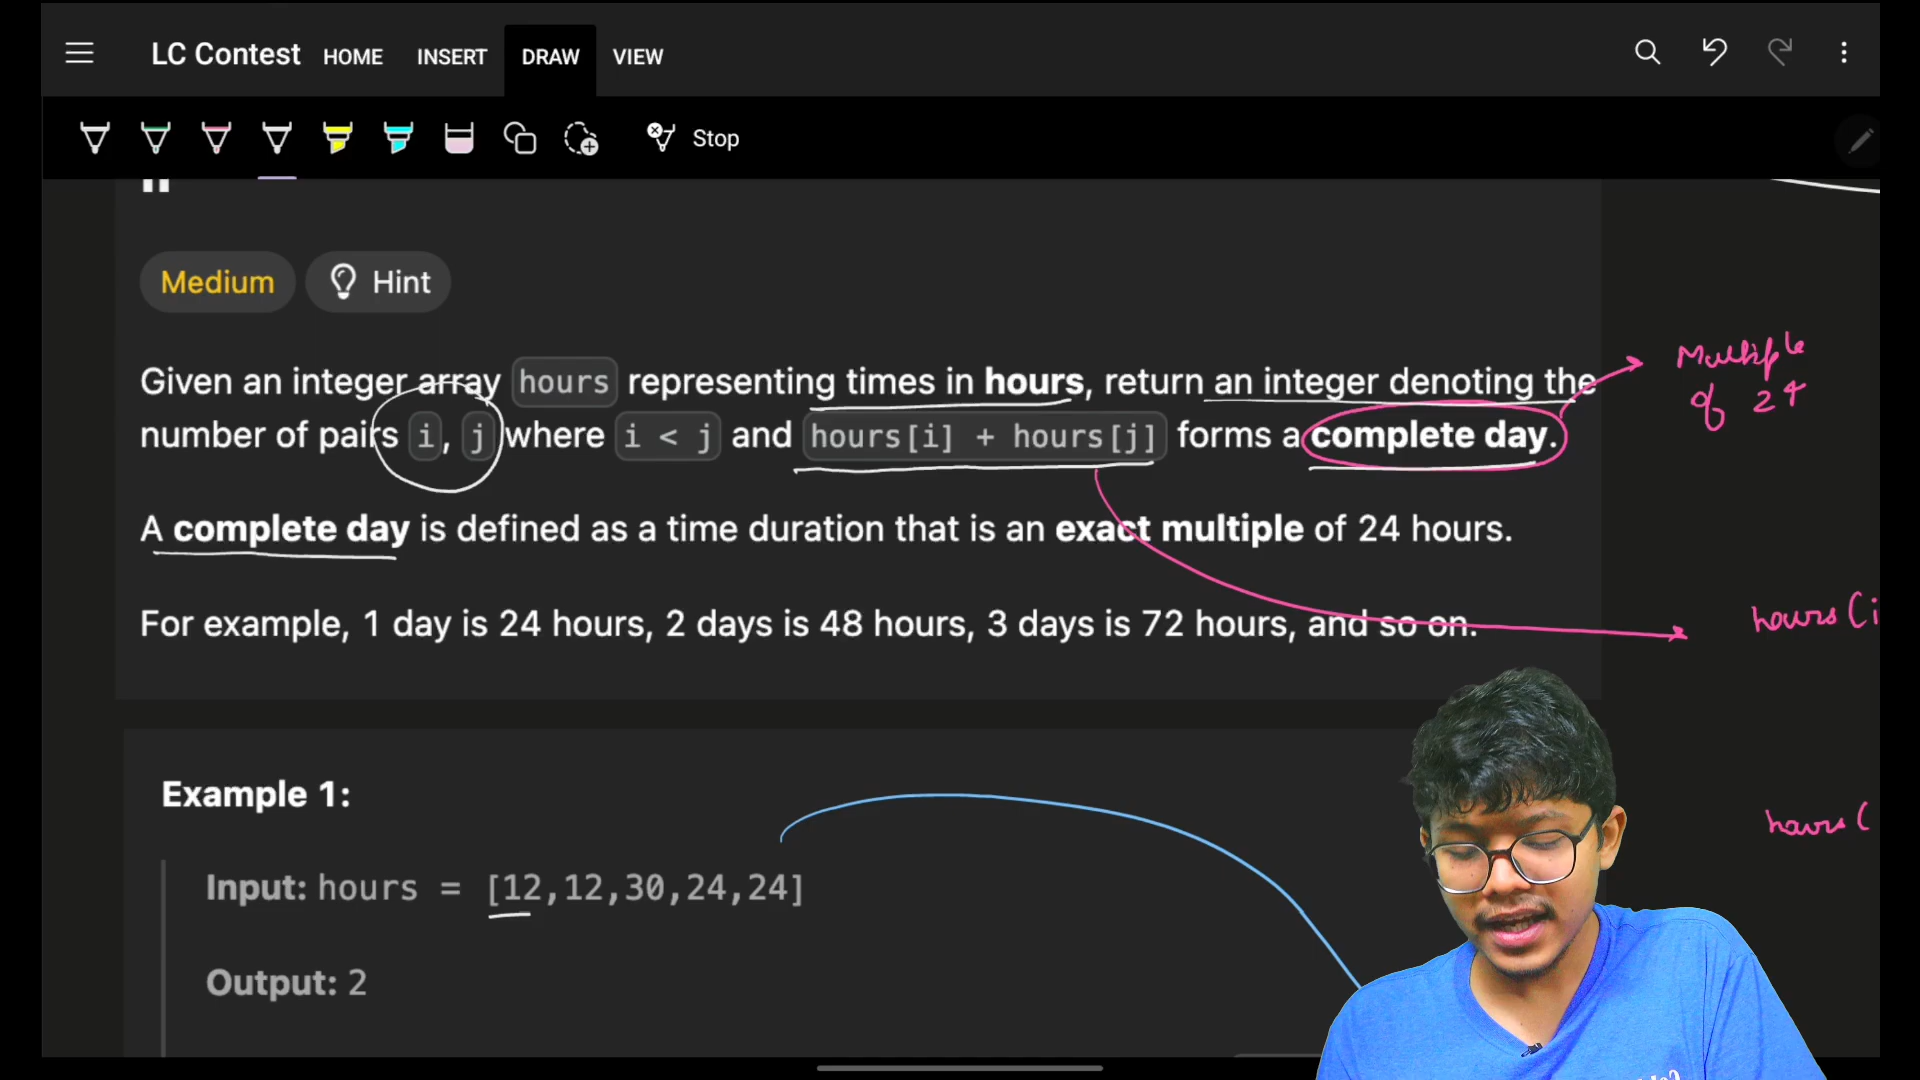 LC Contest HOME INSERT DRAW VIEW
Stop
Medium Hint
Given an integer array hours representing times in hours, return an integer denoting the
number of pairs i, j where i < j and hours[i] + hours[j] forms a complete day.
Multiple
of 24
A complete day is defined as a time duration that is an exact multiple of 24 hours.
For example, 1 day is 24 hours, 2 days is 48 hours, 3 days is 72 hours, and so on.
hours(i
Example 1:
hours(
Input: hours = [12,12,30,24,24]
Output: 2